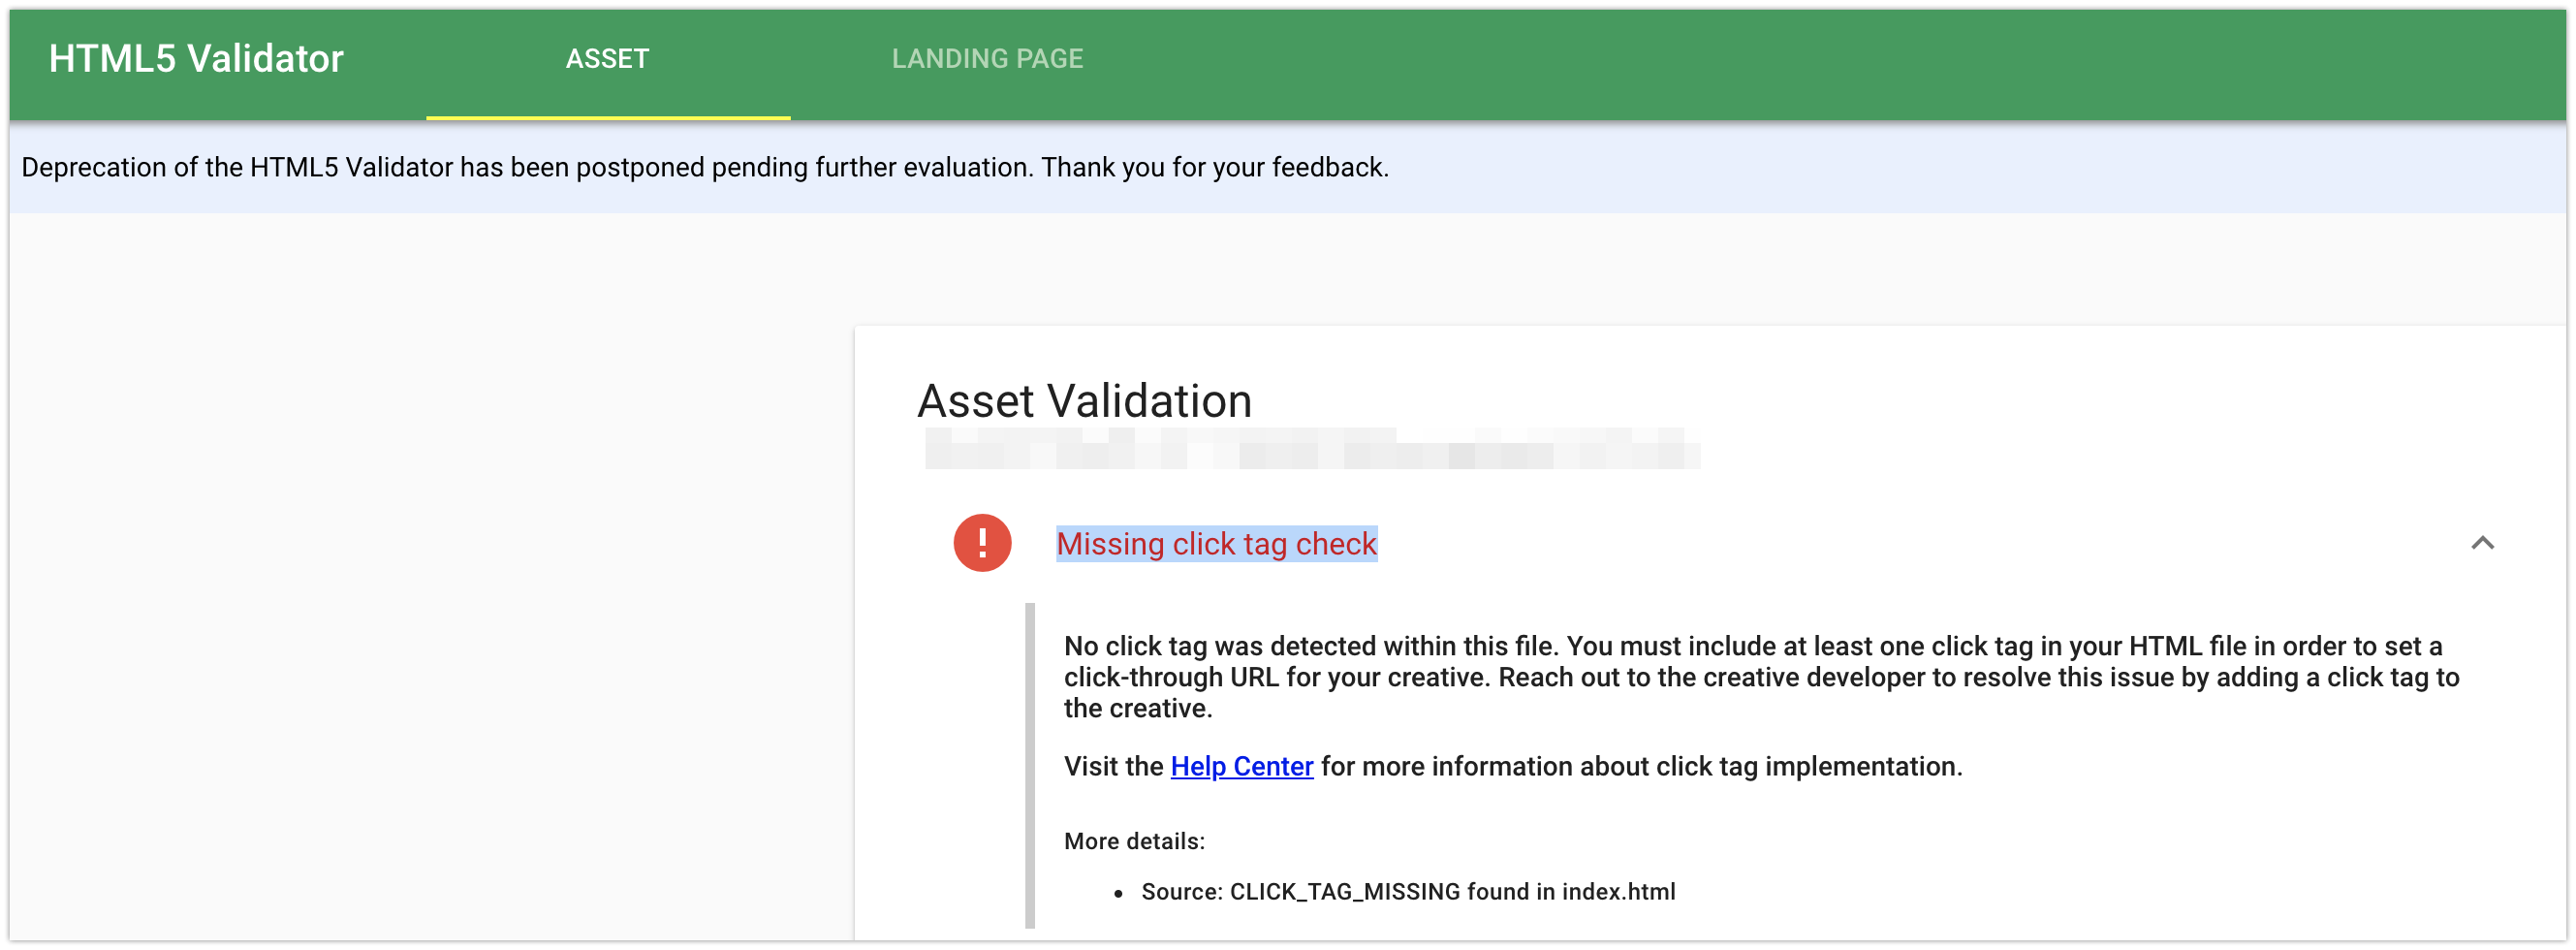 HTML5 Validator ASSET LANDING PAGE
Deprecation of the HTML5 Validator has been postponed pending further evaluation. Thank you for your feedback.
Asset Validation
! Missing click tag check
No click tag was detected within this file. You must include at least one click tag in your HTML file in order to set a
click-through URL for your creative. Reach out to the creative developer to resolve this issue by adding a click tag to
the creative.
Visit the Help Center for more information about click tag implementation.
More details:
• Source: CLICK_TAG_MISSING found in index.html